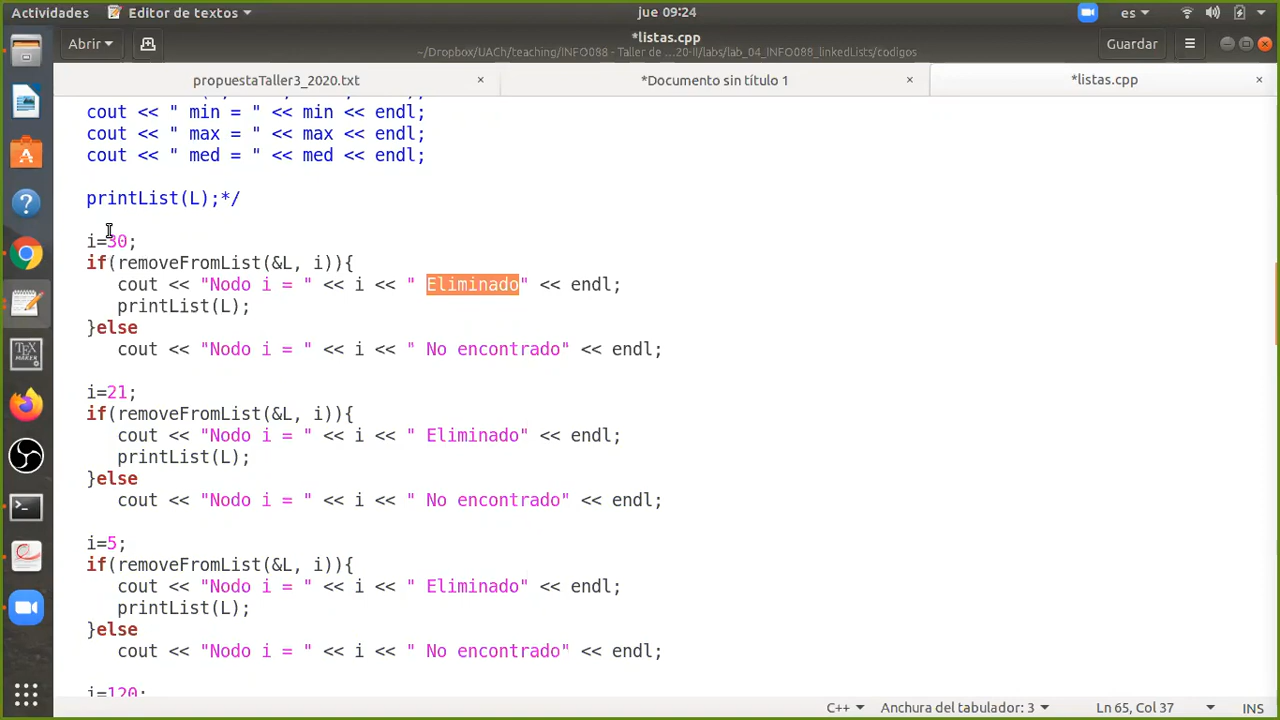 Actividades Editor de textos jue 09:24 es
Abrir *listas.cpp Guardar
~/Dropbox/UACh/teaching/INFO088 - Taller de ...20-II/labs/lab_04_INFO088_linkedLists/codigos
propuestaTaller3_2020.txt × *Documento sin título 1 × *listas.cpp ×
cout << " min = " << min << endl;
cout << " max = " << max << endl;
cout << " med = " << med << endl;
printList(L);*/
i=30;
if(removeFromList(&L, i)){
cout << "Nodo i = " << i << " Eliminado" << endl;
printList(L);
}else
cout << "Nodo i = " << i << " No encontrado" << endl;
i=21;
if(removeFromList(&L, i)){
cout << "Nodo i = " << i << " Eliminado" << endl;
printList(L);
}else
cout << "Nodo i = " << i << " No encontrado" << endl;
i=5;
if(removeFromList(&L, i)){
cout << "Nodo i = " << i << " Eliminado" << endl;
printList(L);
}else
cout << "Nodo i = " << i << " No encontrado" << endl;
i=120;
C++ Anchura del tabulador: 3 Ln 65, Col 37 INS